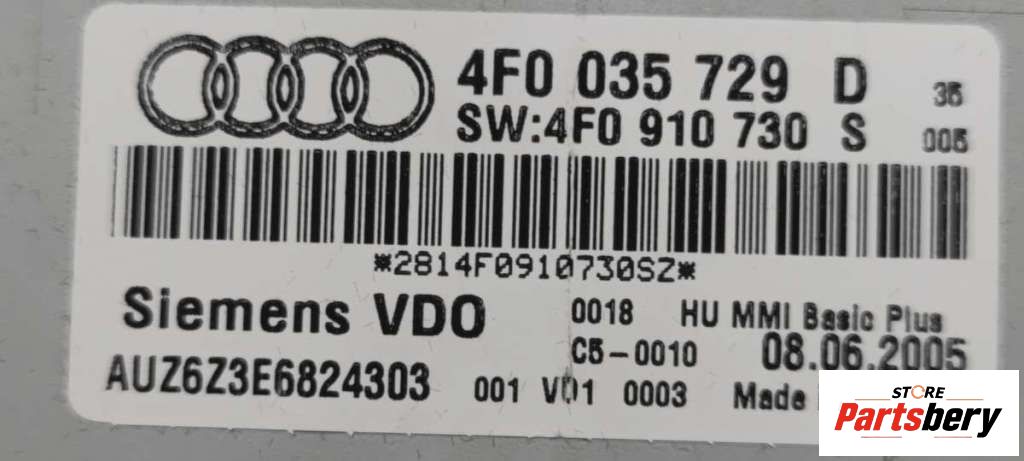 4F0 035 729 D 35
SW:4F0 910 730 S 005
*2814F0910730SZ*
Siemens VDO
0018 HU MMI Basic Plus
C5-0010 08.06.2005
AUZ6Z3E6824303 001 V01 0003 Made
STORE
Partsbery